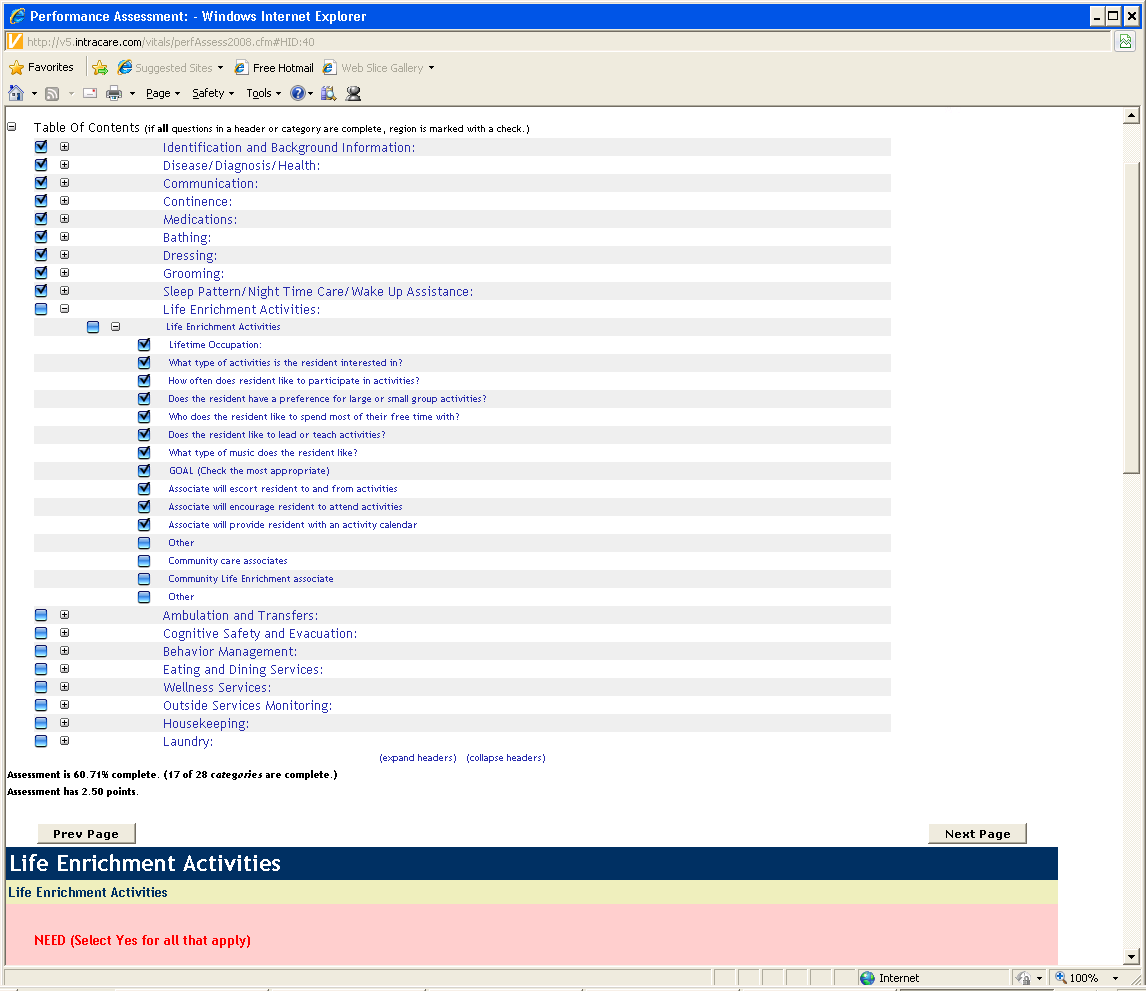 Performance Assessment: - Windows Internet Explorer
http://v5.intracare.com/vitals/perfAssess2008.cfm#HID:40
Favorites Suggested Sites Free Hotmail Web Slice Gallery
Page Safety Tools
Table Of Contents (if all questions in a header or category are complete, region is marked with a check.)
Identification and Background Information:
Disease/Diagnosis/Health:
Communication:
Continence:
Medications:
Bathing:
Dressing:
Grooming:
Sleep Pattern/Night Time Care/Wake Up Assistance:
Life Enrichment Activities:
Life Enrichment Activities
Lifetime Occupation:
What type of activities is the resident interested in?
How often does resident like to participate in activities?
Does the resident have a preference for large or small group activities?
Who does the resident like to spend most of their free time with?
Does the resident like to lead or teach activities?
What type of music does the resident like?
GOAL (Check the most appropriate)
Associate will escort resident to and from activities
Associate will encourage resident to attend activities
Associate will provide resident with an activity calendar
Other
Community care associates
Community Life Enrichment associate
Other
Ambulation and Transfers:
Cognitive Safety and Evacuation:
Behavior Management:
Eating and Dining Services:
Wellness Services:
Outside Services Monitoring:
Housekeeping:
Laundry:
(expand headers) (collapse headers)
Assessment is 60.71% complete. (17 of 28 categories are complete.)
Assessment has 2.50 points.
Prev Page Next Page
Life Enrichment Activities
Life Enrichment Activities
NEED (Select Yes for all that apply)
Internet 100%